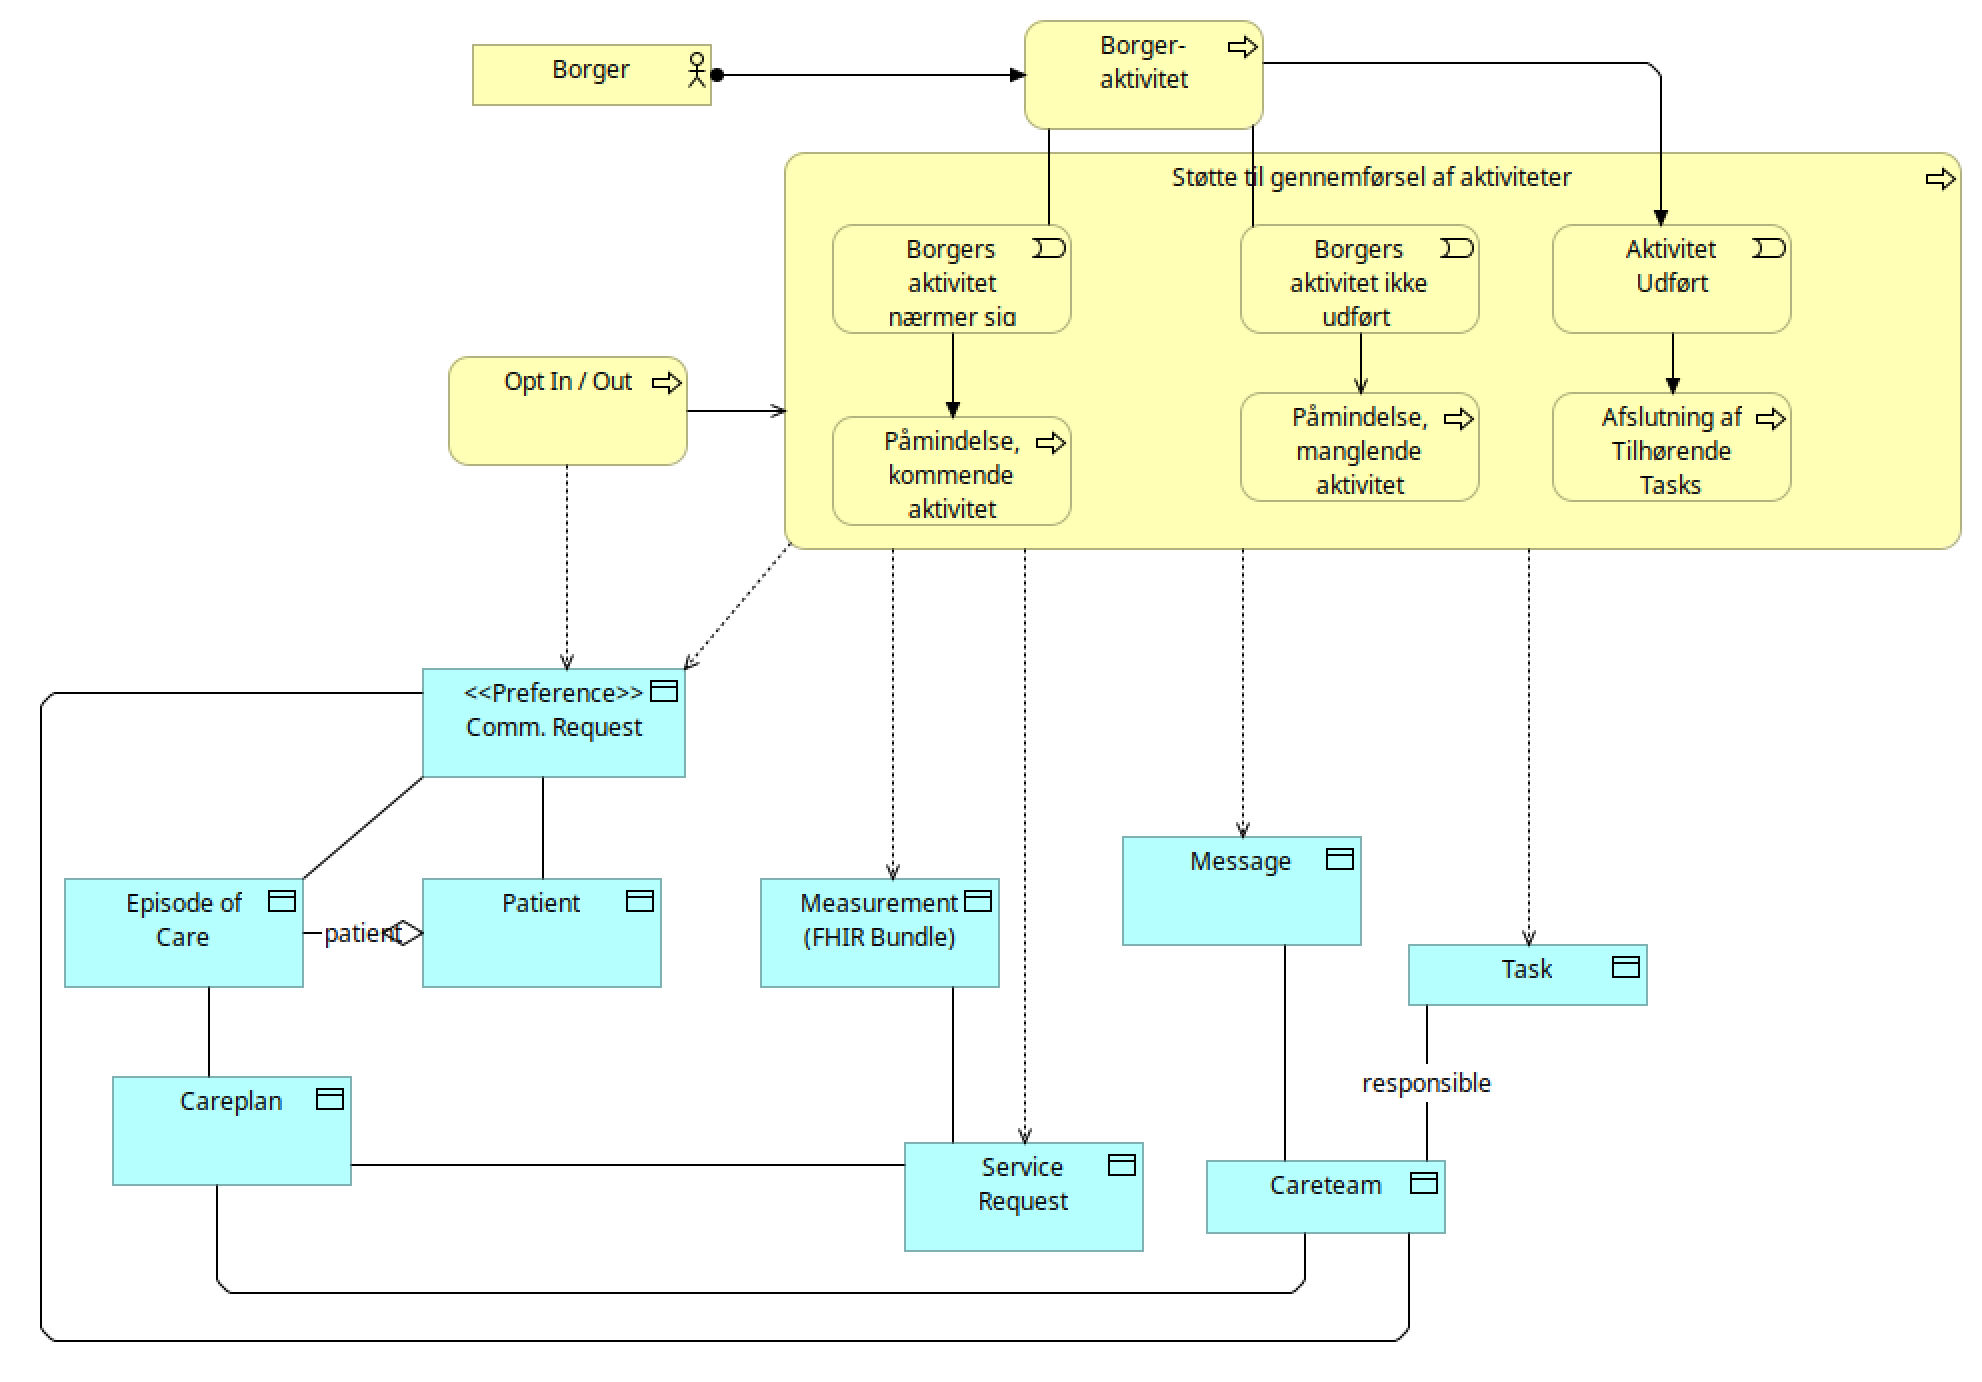 Borger
Borger-
aktivitet
Støtte til gennemførsel af aktiviteter
Borgers
aktivitet
nærmer sig
Borgers
aktivitet ikke
udført
Aktivitet
Udført
Opt In / Out
Påmindelse,
kommende
aktivitet
Påmindelse,
manglende
aktivitet
Afslutning af
Tilhørende
Tasks
<<Preference>>
Comm. Request
Episode of
Care
patient
Patient
Measurement
(FHIR Bundle)
Message
Task
responsible
Careplan
Service
Request
Careteam